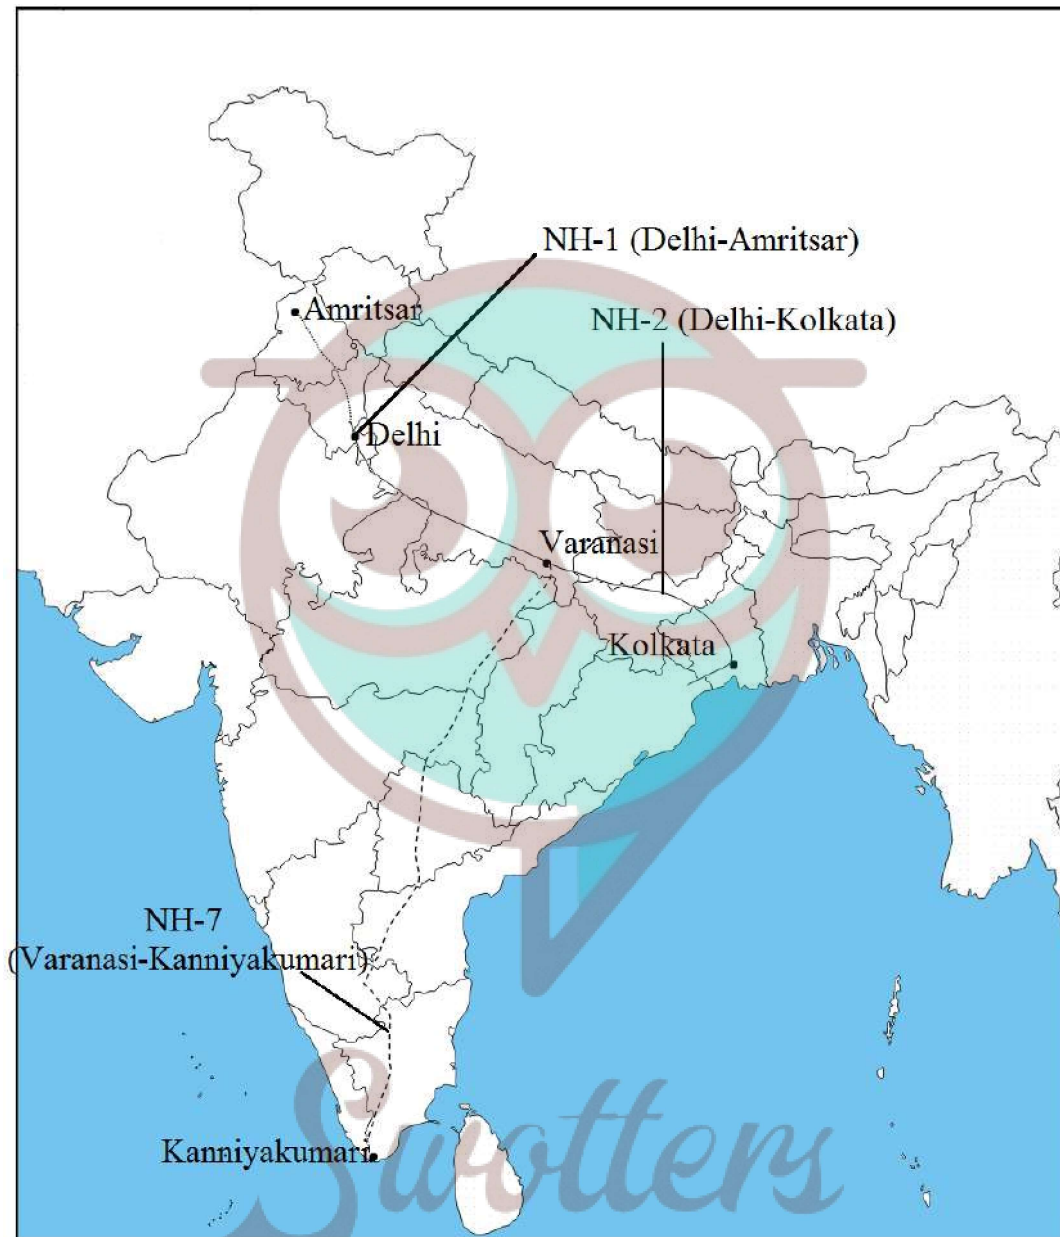 NH-1 (Delhi-Amritsar)
Amritsar
NH-2 (Delhi-Kolkata)
Delhi
Varanasi
Kolkata
NH-7
(Varanasi-Kanniyakumari)
Kanniyakumari
Swotters